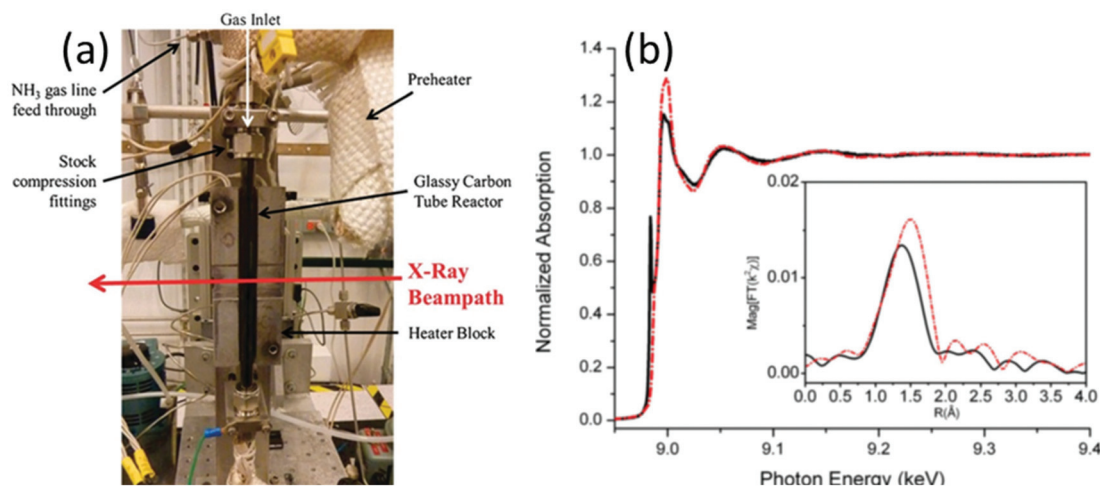 (a)
Gas Inlet
NH₃ gas line
feed through
Preheater
Stock
compression
fittings
Glassy Carbon
Tube Reactor
X-Ray
Beampath
Heater Block
(b)
Normalized Absorption
1.4
1.2
1.0
0.8
0.6
0.4
0.2
0.0
9.0
9.1
9.2
9.3
9.4
Photon Energy (keV)
Mag[FT(k²χ)]
0.02
0.01
0.00
0.0 0.5 1.0 1.5 2.0 2.5 3.0 3.5 4.0
R(Å)